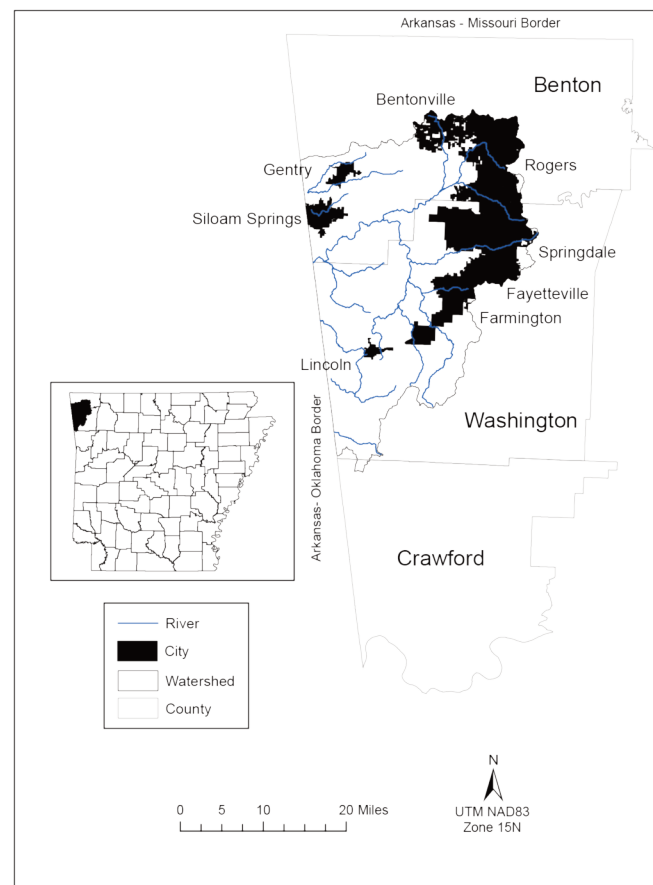 Arkansas - Missouri Border
Benton
Bentonville
Gentry
Rogers
Siloam Springs
Springdale
Fayetteville
Farmington
Lincoln
Washington
Arkansas- Oklahoma Border
Crawford
River
City
Watershed
County
N
UTM NAD83
Zone 15N
0 5 10 20 Miles